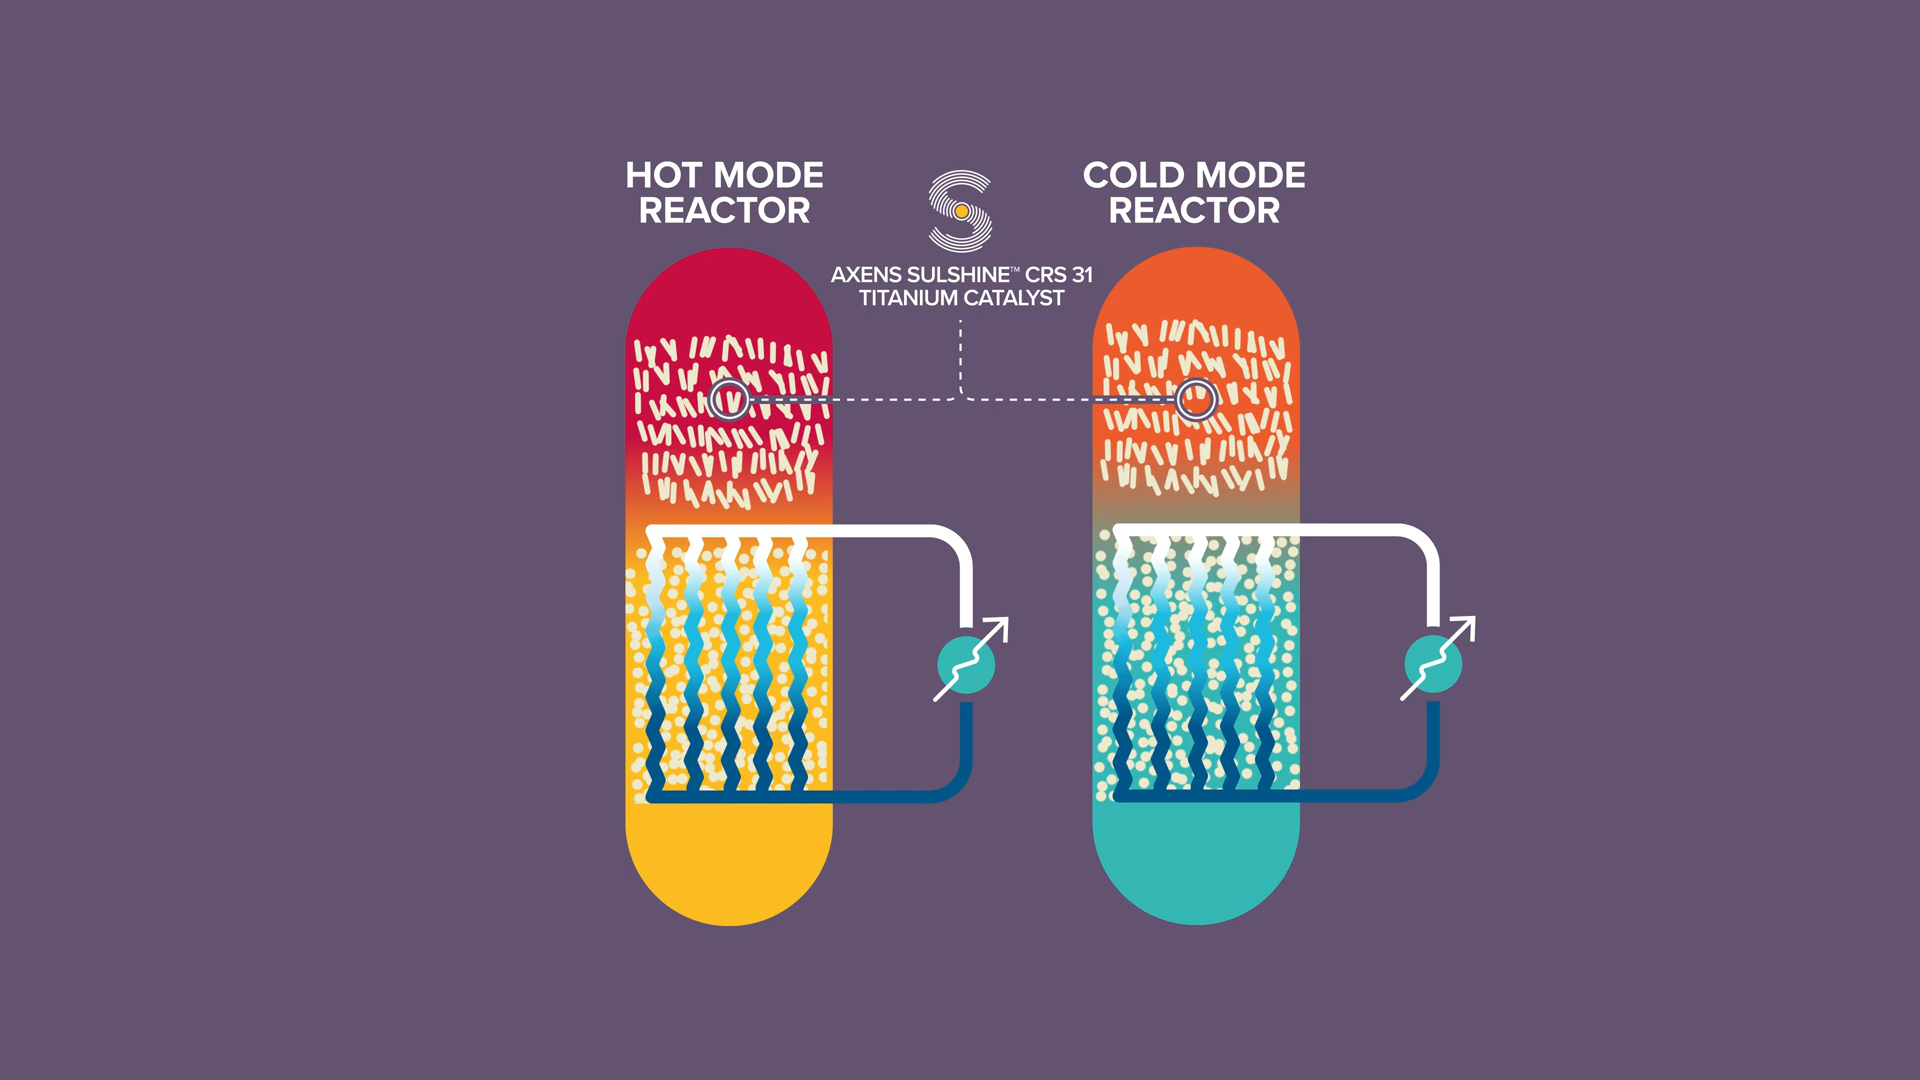 HOT MODE
REACTOR
AXENS SULSHINE™ CRS 31
TITANIUM CATALYST
COLD MODE
REACTOR